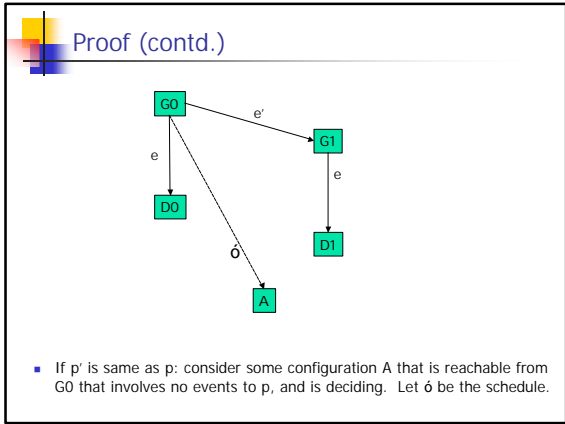 Proof (contd.)
G0
e'
G1
e
e
D0
D1
ó
A
If p' is same as p: consider some configuration A that is reachable from
G0 that involves no events to p, and is deciding. Let ó be the schedule.